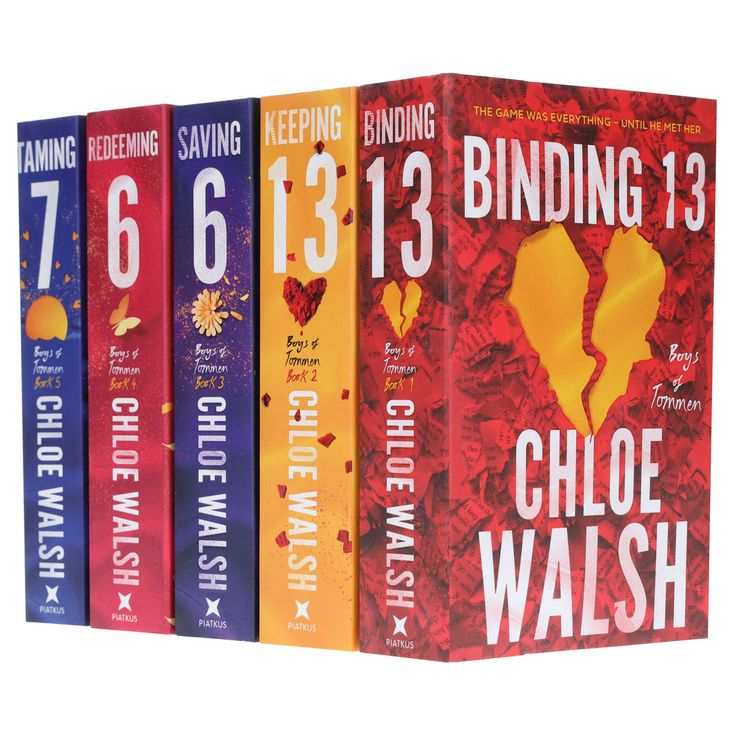 TAMING
7
Boys of
Tommen
Book 5
CHLOE WALSH
PIATKUS
REDEEMING
6
Boys of
Tommen
Book 4
CHLOE WALSH
PIATKUS
SAVING
6
Boys of
Tommen
Book 3
CHLOE WALSH
PIATKUS
KEEPING
13
Boys of
Tommen
Book 2
CHLOE WALSH
PIATKUS
BINDING
13
Boys of
Tommen
Book 1
CHLOE WALSH
PIATKUS
THE GAME WAS EVERYTHING – UNTIL HE MET HER
BINDING 13
Boys
of
Tommen
CHLOE
WALSH